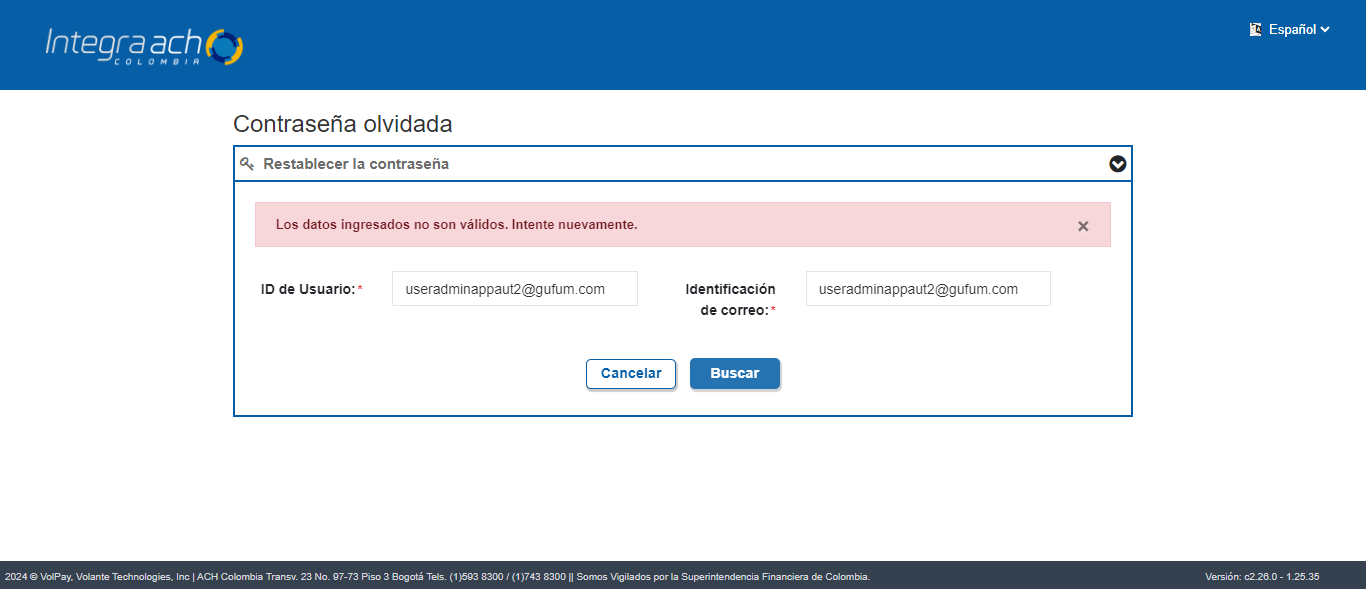 Integra ach
COLOMBIA
Español
Contraseña olvidada
Restablecer la contraseña
Los datos ingresados no son válidos. Intente nuevamente.
ID de Usuario:* useradminappaut2@gufum.com Identificación de correo:* useradminappaut2@gufum.com
Cancelar Buscar
2024 © VolPay, Volante Technologies, Inc | ACH Colombia Transv. 23 No. 97-73 Piso 3 Bogotá Tels. (1)593 8300 / (1)743 8300 || Somos Vigilados por la Superintendencia Financiera de Colombia. Versión: c2.26.0 - 1.25.35